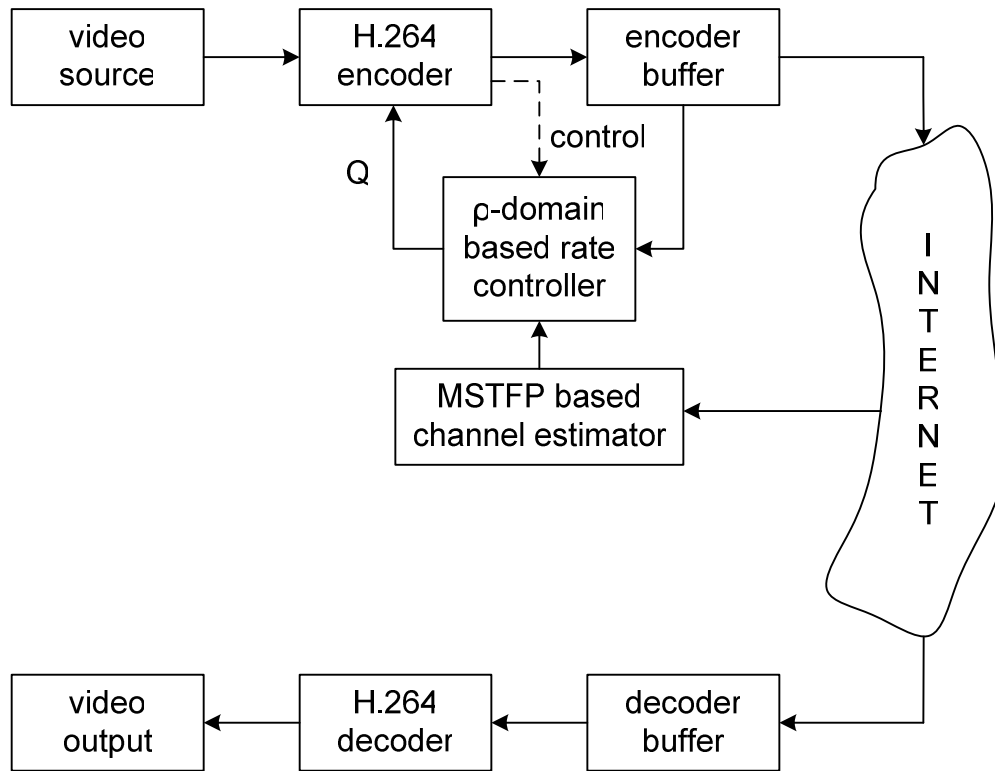 video
source
H.264
encoder
encoder
buffer
control
Q
ρ-domain
based rate
controller
MSTFP based
channel estimator
INTERNET
video
output
H.264
decoder
decoder
buffer